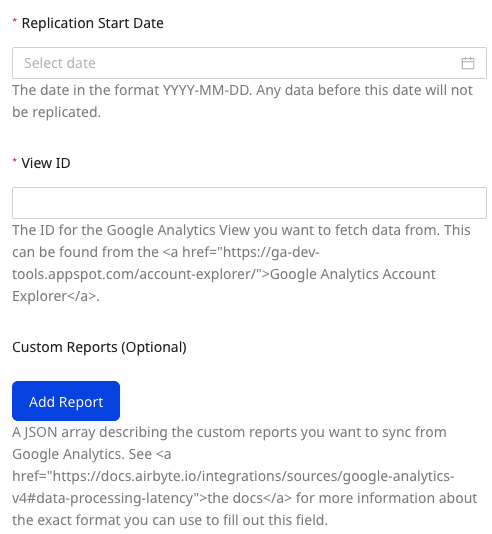 * Replication Start Date
Select date
The date in the format YYYY-MM-DD. Any data before this date will not
be replicated.
* View ID
The ID for the Google Analytics View you want to fetch data from. This
can be found from the <a href="https://ga-dev-
tools.appspot.com/account-explorer/">Google Analytics Account
Explorer</a>.
Custom Reports (Optional)
Add Report
A JSON array describing the custom reports you want to sync from
Google Analytics. See <a
href="https://docs.airbyte.io/integrations/sources/google-analytics-
v4#data-processing-latency">the docs</a> for more information about
the exact format you can use to fill out this field.